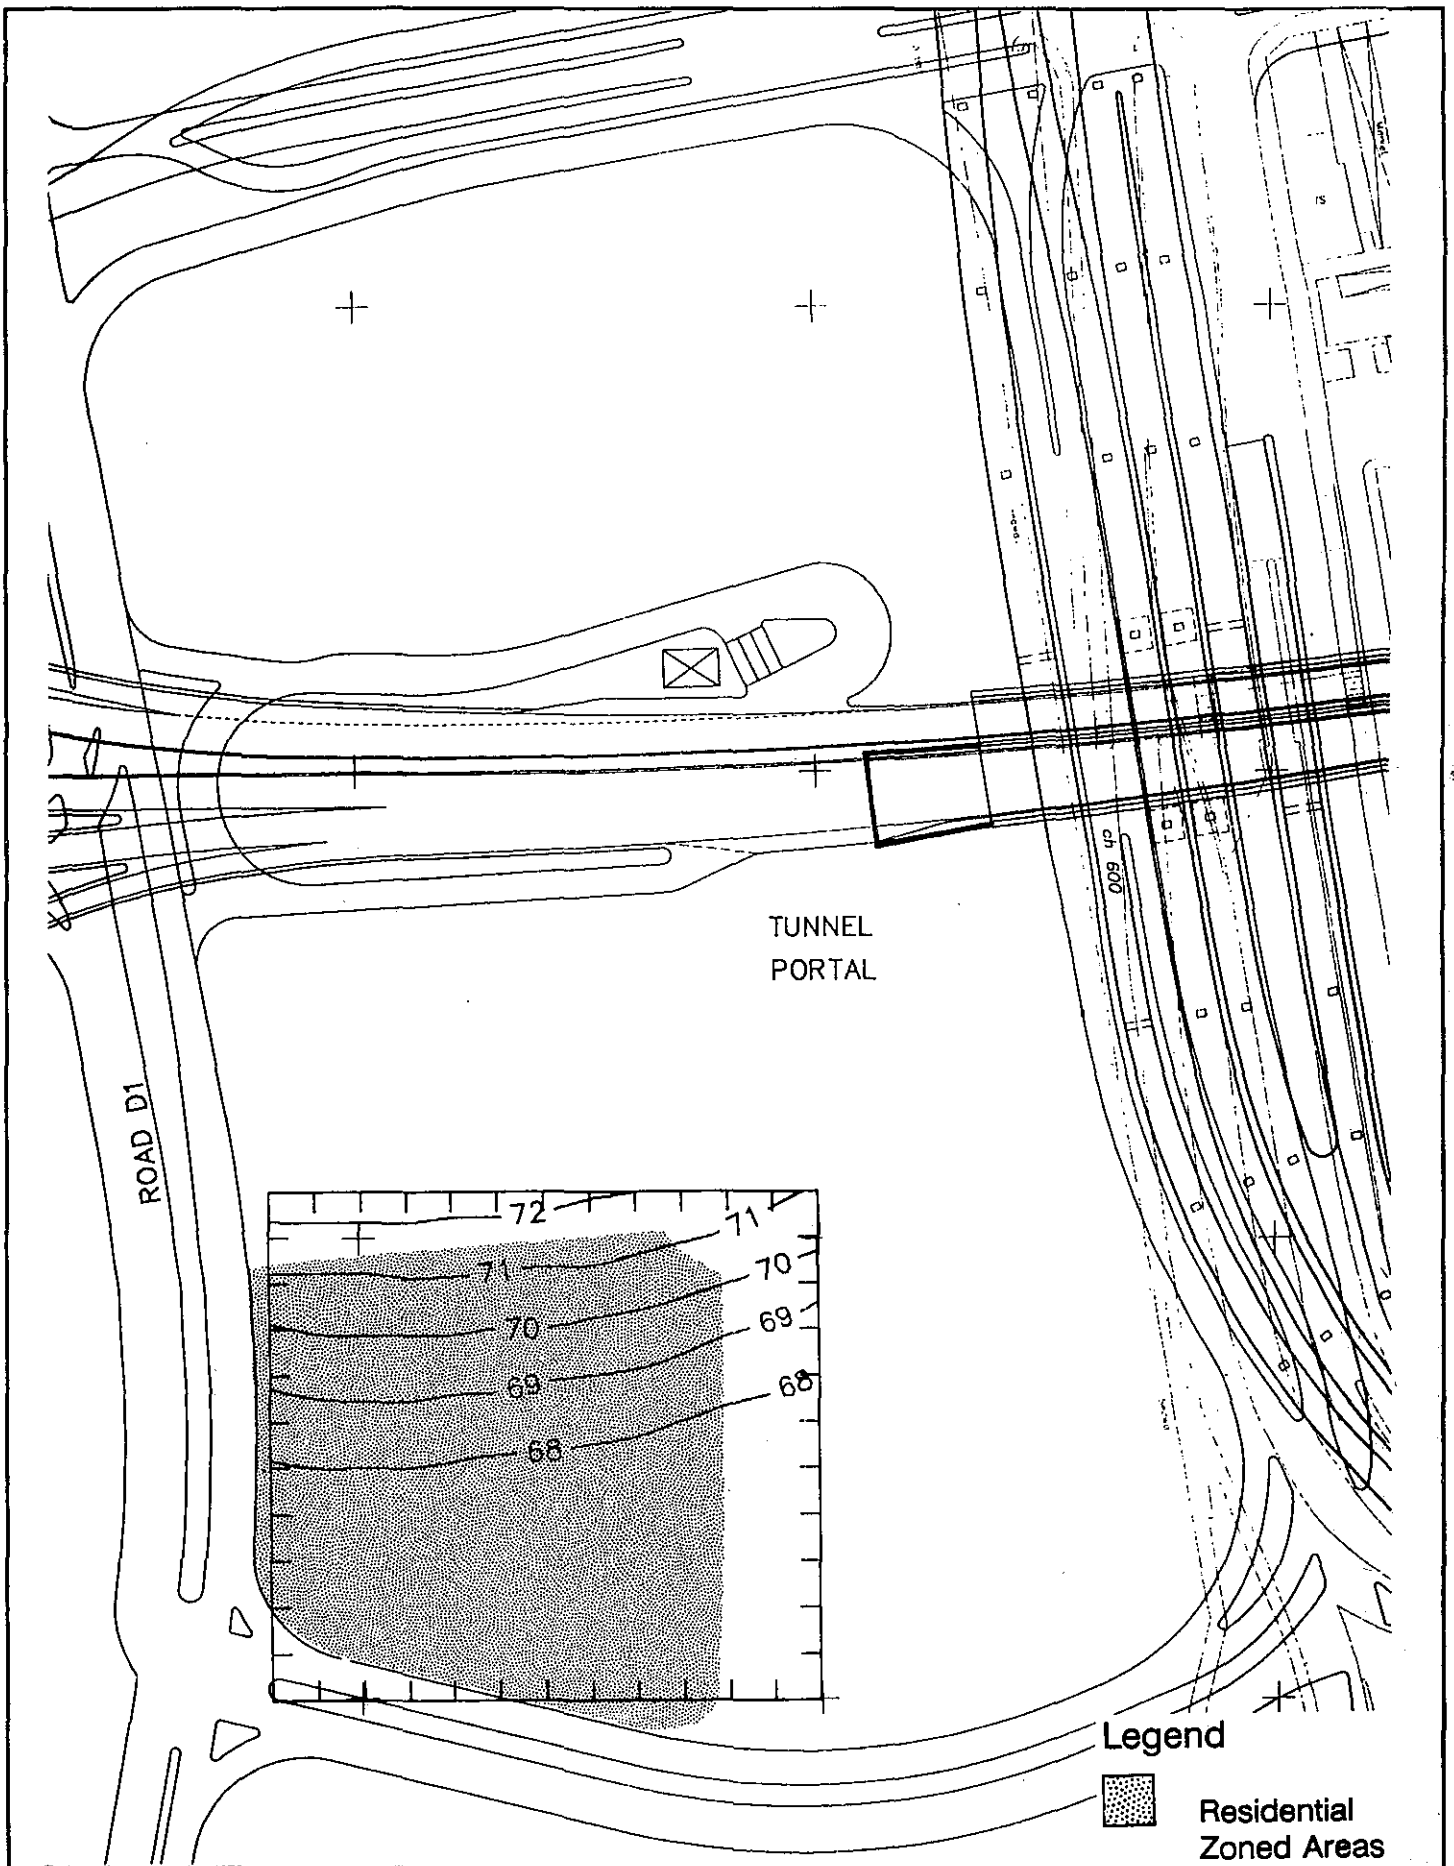 TUNNEL
PORTAL
ch 600
ROAD D1
72
71
71
70
70
69
69
68
68
Legend
Residential
Zoned Areas